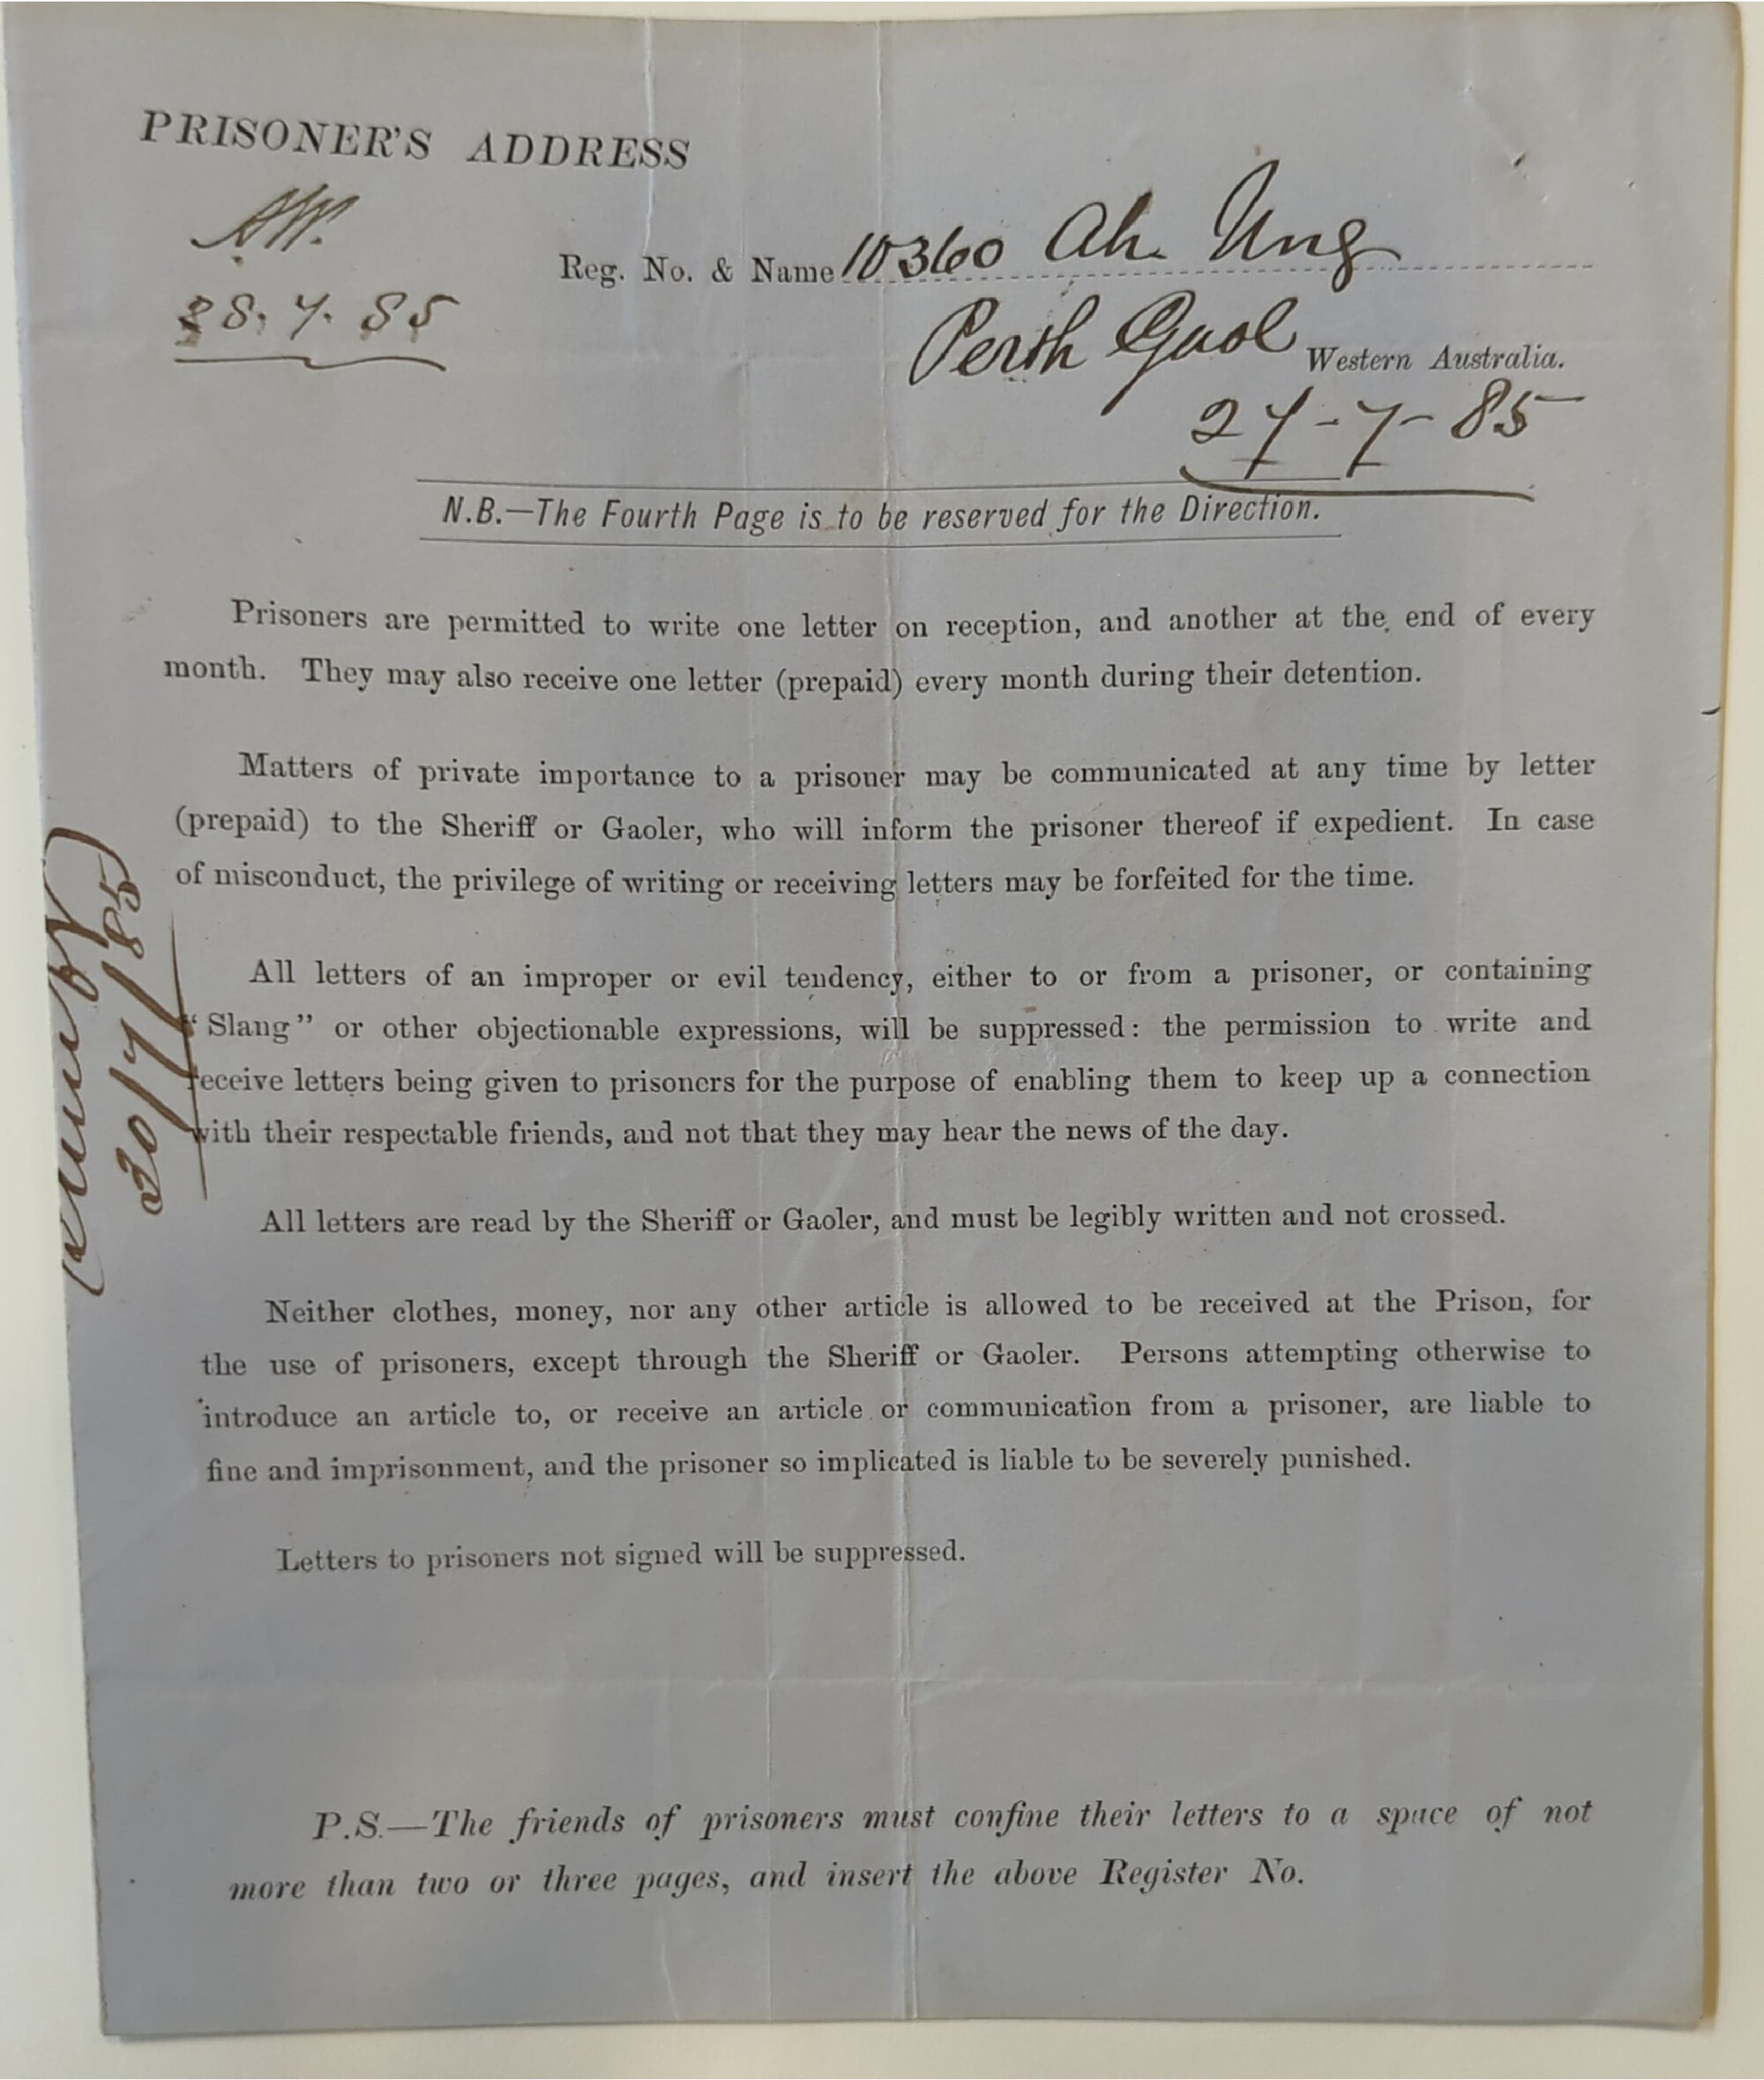 PRISONER'S ADDRESS
28.7.85
Reg. No. & Name 10360 Ah. Ung
Perth Gaol Western Australia.
27-7-85
N.B.—The Fourth Page is to be reserved for the Direction.
Prisoners are permitted to write one letter on reception, and another at the end of every
month. They may also receive one letter (prepaid) every month during their detention.
Matters of private importance to a prisoner may be communicated at any time by letter
(prepaid) to the Sheriff or Gaoler, who will inform the prisoner thereof if expedient. In case
of misconduct, the privilege of writing or receiving letters may be forfeited for the time.
All letters of an improper or evil tendency, either to or from a prisoner, or containing
“Slang” or other objectionable expressions, will be suppressed: the permission to write and
receive letters being given to prisoners for the purpose of enabling them to keep up a connection
with their respectable friends, and not that they may hear the news of the day.
All letters are read by the Sheriff or Gaoler, and must be legibly written and not crossed.
Neither clothes, money, nor any other article is allowed to be received at the Prison, for
the use of prisoners, except through the Sheriff or Gaoler. Persons attempting otherwise to
introduce an article to, or receive an article or communication from a prisoner, are liable to
fine and imprisonment, and the prisoner so implicated is liable to be severely punished.
Letters to prisoners not signed will be suppressed.
P.S.—The friends of prisoners must confine their letters to a space of not
more than two or three pages, and insert the above Register No.
30/7/85